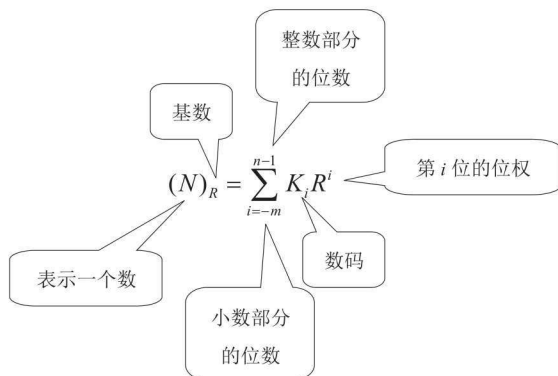 整数部分
的位数
基数
第 i 位的位权
$(N)_R = \sum_{i=-m}^{n-1} K_i R^i$
数码
表示一个数
小数部分
的位数